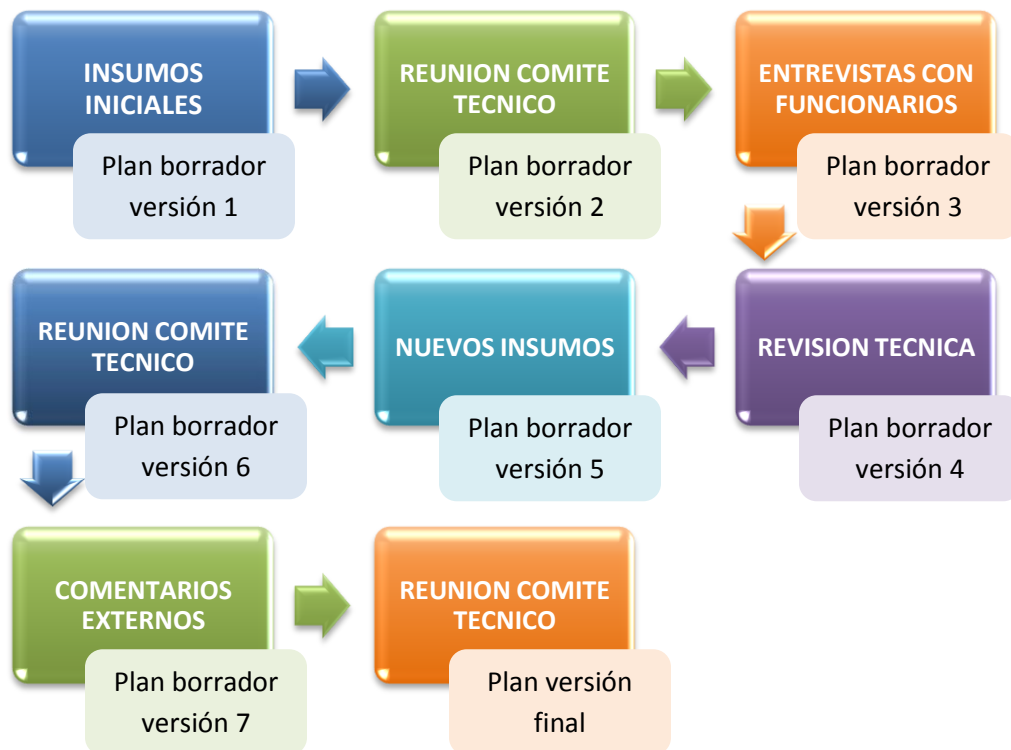 INSUMOS
INICIALES
Plan borrador
versión 1
REUNION COMITE
TECNICO
Plan borrador
versión 2
ENTREVISTAS CON
FUNCIONARIOS
Plan borrador
versión 3
REVISION TECNICA
Plan borrador
versión 4
NUEVOS INSUMOS
Plan borrador
versión 5
REUNION COMITE
TECNICO
Plan borrador
versión 6
COMENTARIOS
EXTERNOS
Plan borrador
versión 7
REUNION COMITE
TECNICO
Plan versión
final